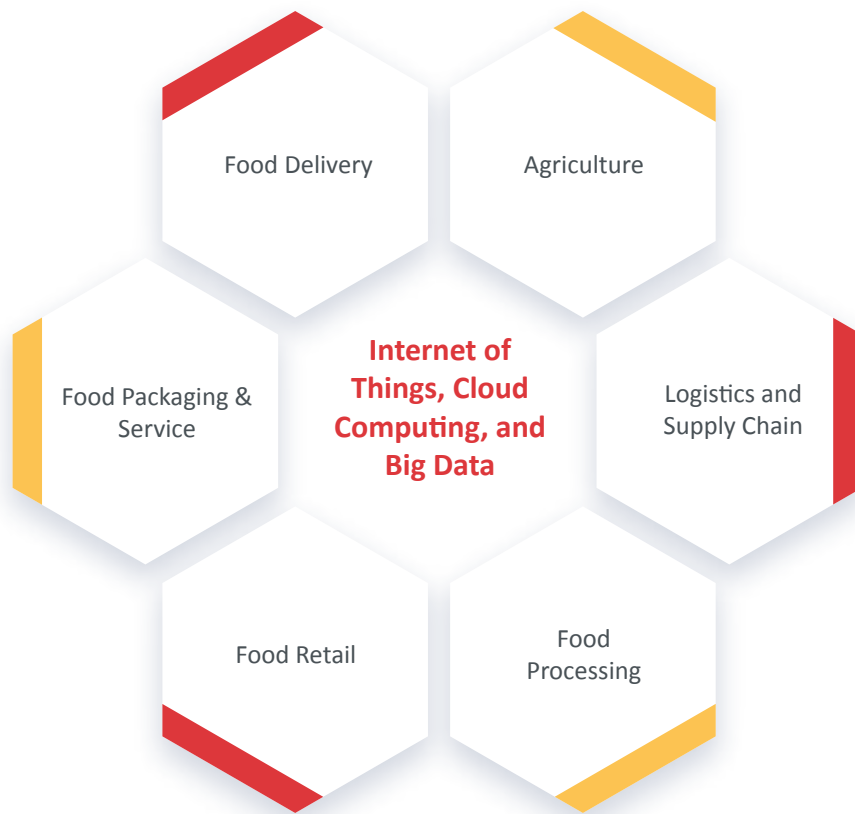 Food Delivery
Agriculture
Internet of
Things, Cloud
Computing, and
Big Data
Food Packaging &
Service
Logistics and
Supply Chain
Food Retail
Food
Processing